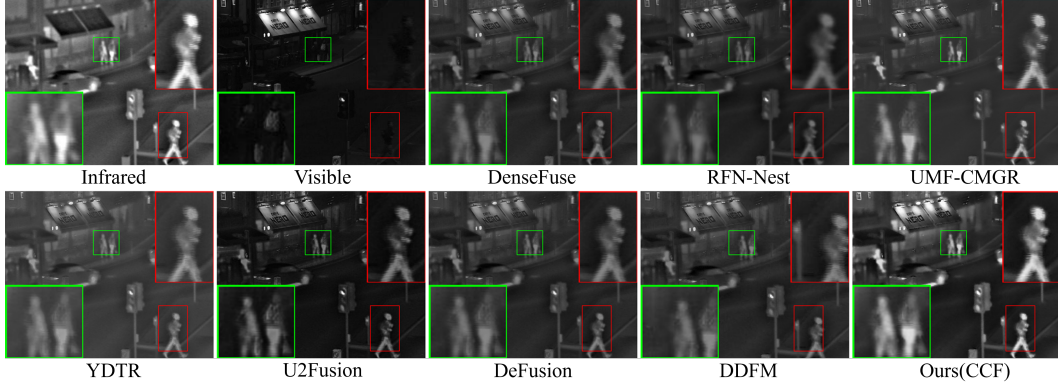 Infrared
Visible
DenseFuse
RFN-Nest
UMF-CMGR
YDTR
U2Fusion
DeFusion
DDFM
Ours(CCF)